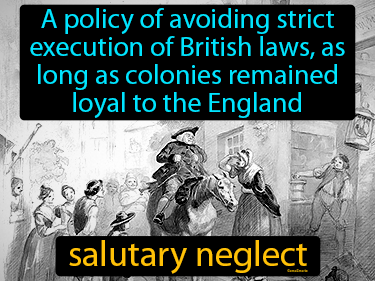 A policy of avoiding strict
execution of British laws, as
long as colonies remained
loyal to the England
salutary neglect